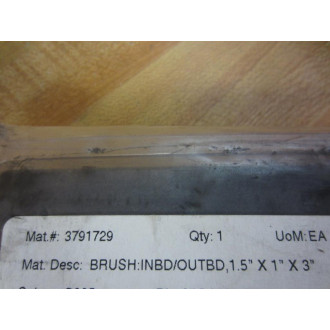 Mat.#: 3791729 Qty: 1 UoM: EA
Mat. Desc: BRUSH:INBD/OUTBD,1.5" X 1" X 3"